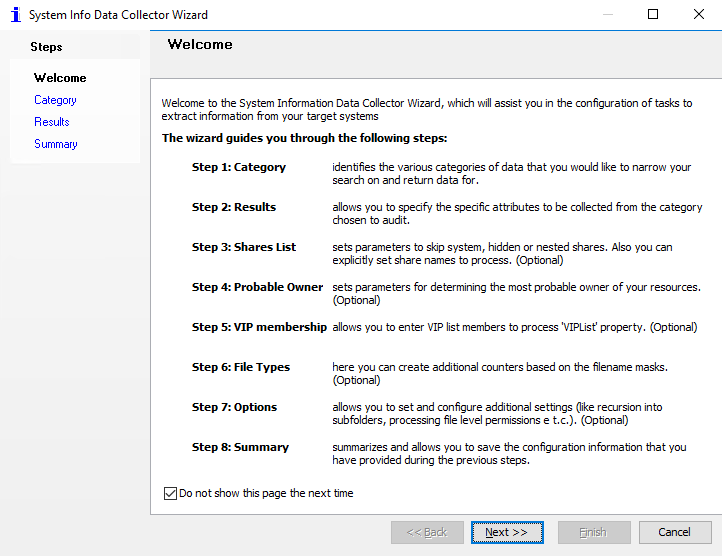 System Info Data Collector Wizard
Steps
Welcome
Category
Results
Summary
Welcome
Welcome to the System Information Data Collector Wizard, which will assist you in the configuration of tasks to
extract information from your target systems
The wizard guides you through the following steps:
Step 1: Category identifies the various categories of data that you would like to narrow your
search on and return data for.
Step 2: Results allows you to specify the specific attributes to be collected from the category
chosen to audit.
Step 3: Shares List sets parameters to skip system, hidden or nested shares. Also you can
explicitly set share names to process. (Optional)
Step 4: Probable Owner sets parameters for determining the most probable owner of your resources.
(Optional)
Step 5: VIP membership allows you to enter VIP list members to process 'VIPList' property. (Optional)
Step 6: File Types here you can create additional counters based on the filename masks.
(Optional)
Step 7: Options allows you to set and configure additional settings (like recursion into
subfolders, processing file level permissions e t.c.). (Optional)
Step 8: Summary summarizes and allows you to save the configuration information that you
have provided during the previous steps.
Do not show this page the next time
<< Back Next >> Finish Cancel